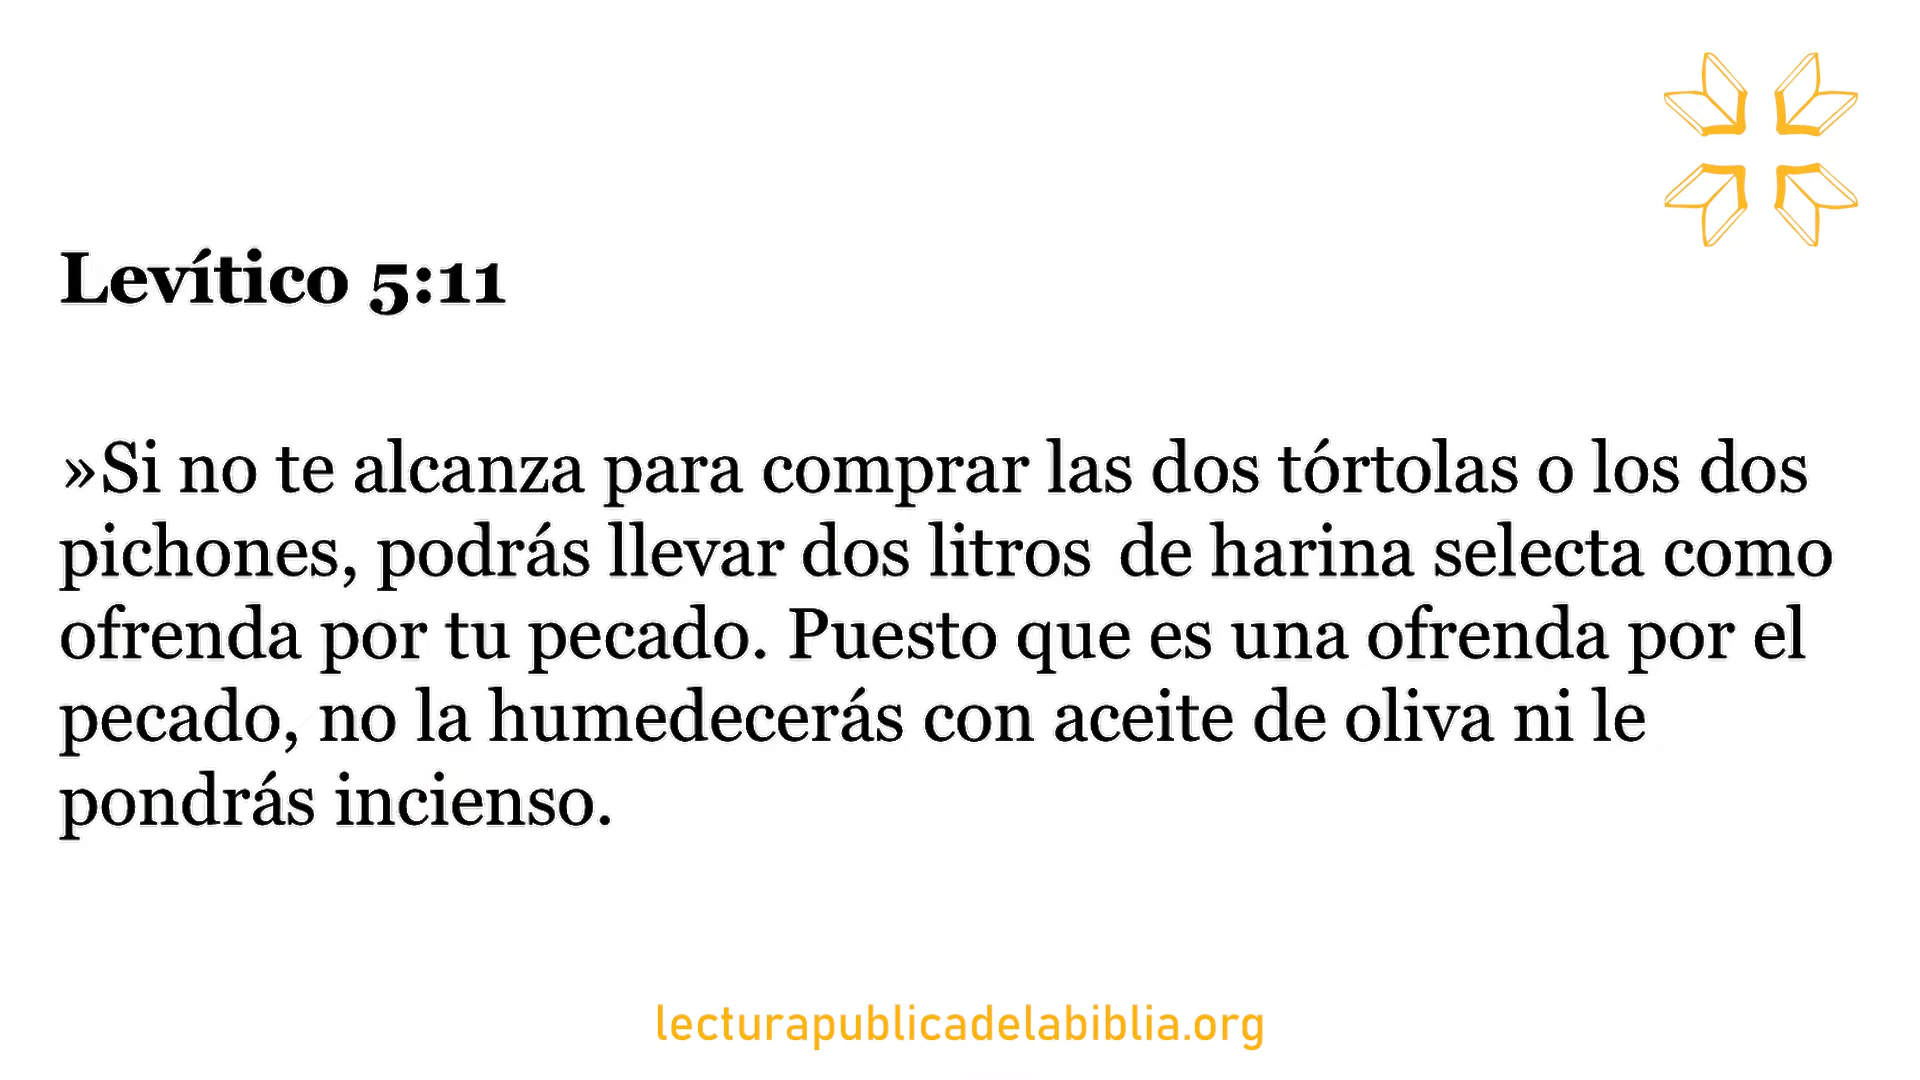 Levítico 5:11
»Si no te alcanza para comprar las dos tórtolas o los dos
pichones, podrás llevar dos litros de harina selecta como
ofrenda por tu pecado. Puesto que es una ofrenda por el
pecado, no la humedecerás con aceite de oliva ni le
pondrás incienso.
lecturapublicadelabiblia.org